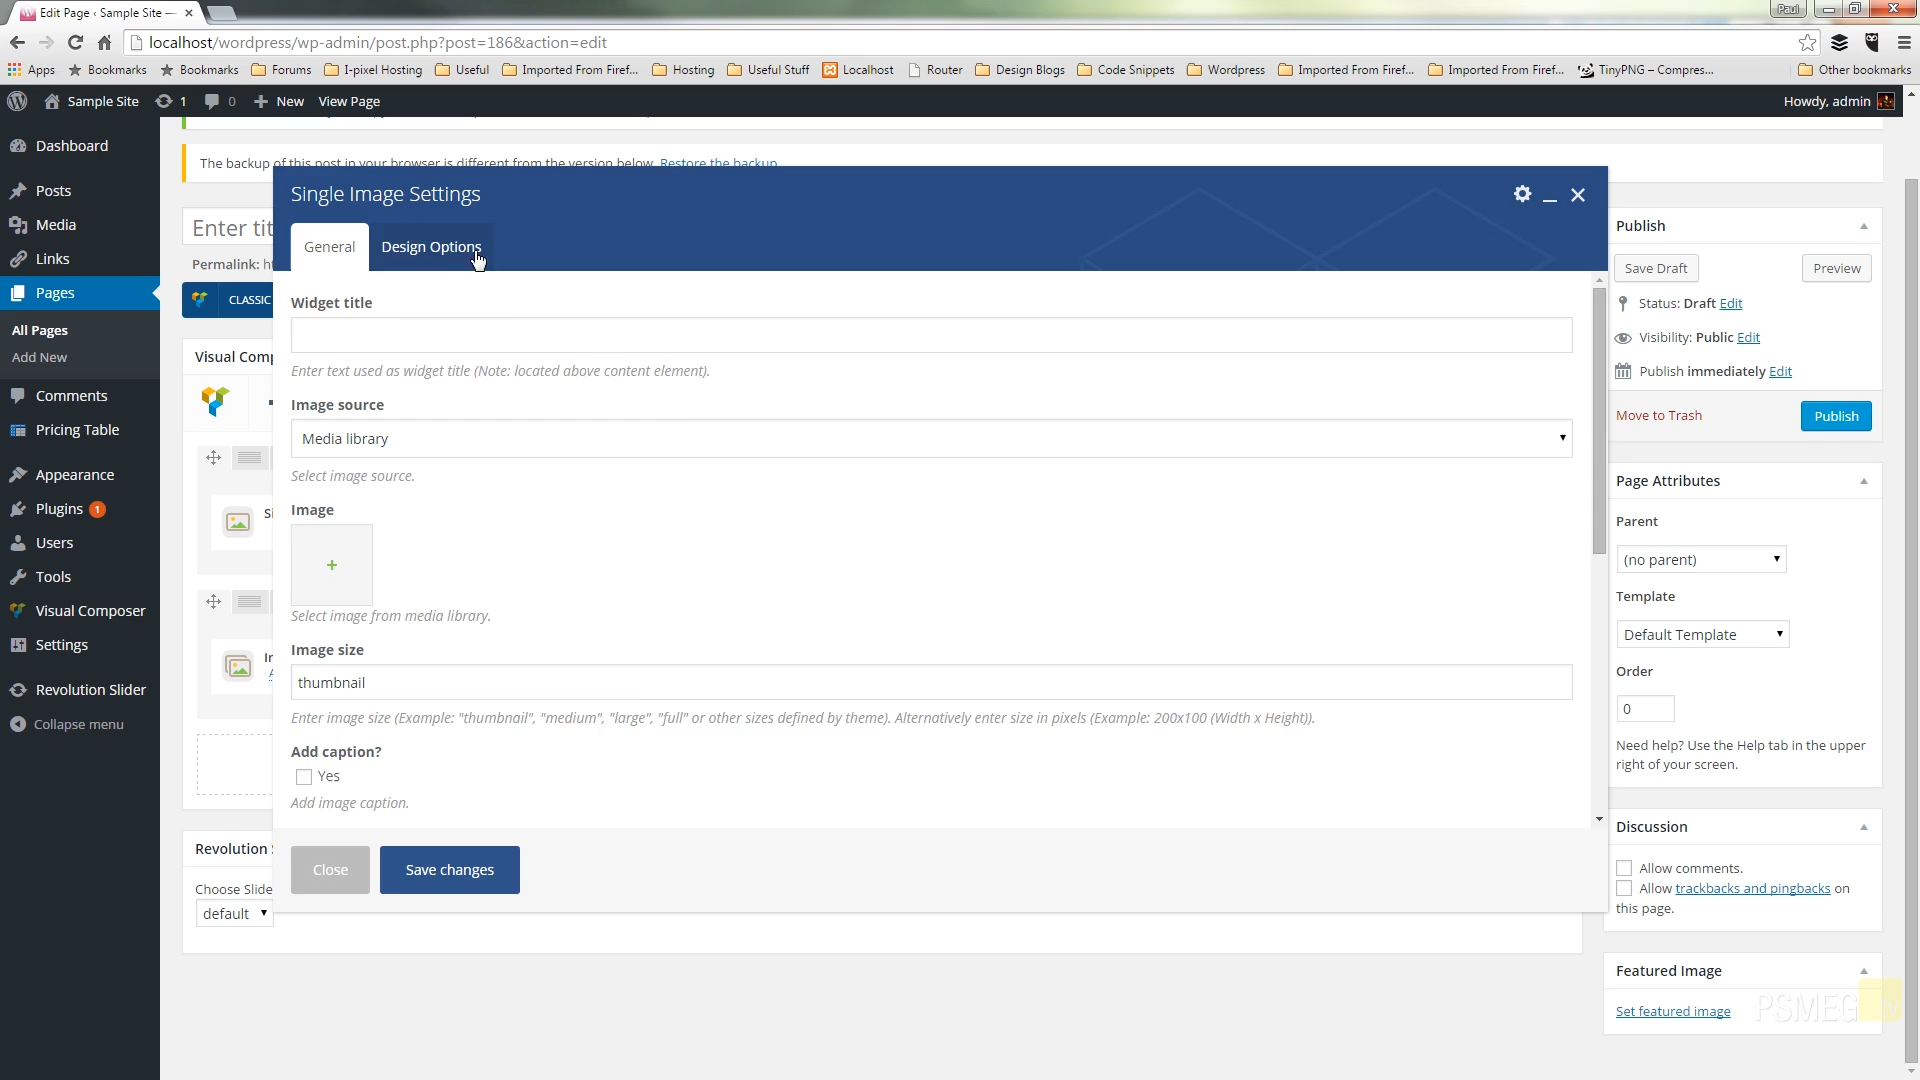 Edit Page ‹ Sample Site —
Paul
localhost/wordpress/wp-admin/post.php?post=186&action=edit
Apps Bookmarks Bookmarks Forums I-pixel Hosting Useful Imported From Firef... Hosting Useful Stuff Localhost Router Design Blogs Code Snippets Wordpress Imported From Firef... Imported From Firef... TinyPNG – Compres... Other bookmarks
Sample Site 1 0 New View Page Howdy, admin
Dashboard
Posts
Media
Links
Pages
All Pages
Add New
Comments
Pricing Table
Appearance
Plugins 1
Users
Tools
Visual Composer
Settings
Revolution Slider
Collapse menu
The backup of this post in your browser is different from the version below. Restore the backup
Enter tit
Permalink: ht
CLASSIC
Visual Comp
Si
Revolution
Choose Slide
default
Single Image Settings
General Design Options
Widget title
Enter text used as widget title (Note: located above content element).
Image source
Media library
Select image source.
Image
+
Select image from media library.
Image size
thumbnail
Enter image size (Example: "thumbnail", "medium", "large", "full" or other sizes defined by theme). Alternatively enter size in pixels (Example: 200x100 (Width x Height)).
Add caption?
Yes
Add image caption.
Close Save changes
Publish
Save Draft Preview
Status: Draft Edit
Visibility: Public Edit
Publish immediately Edit
Move to Trash Publish
Page Attributes
Parent
(no parent)
Template
Default Template
Order
0
Need help? Use the Help tab in the upper
right of your screen.
Discussion
Allow comments.
Allow trackbacks and pingbacks on
this page.
Featured Image
Set featured image
PSMEG